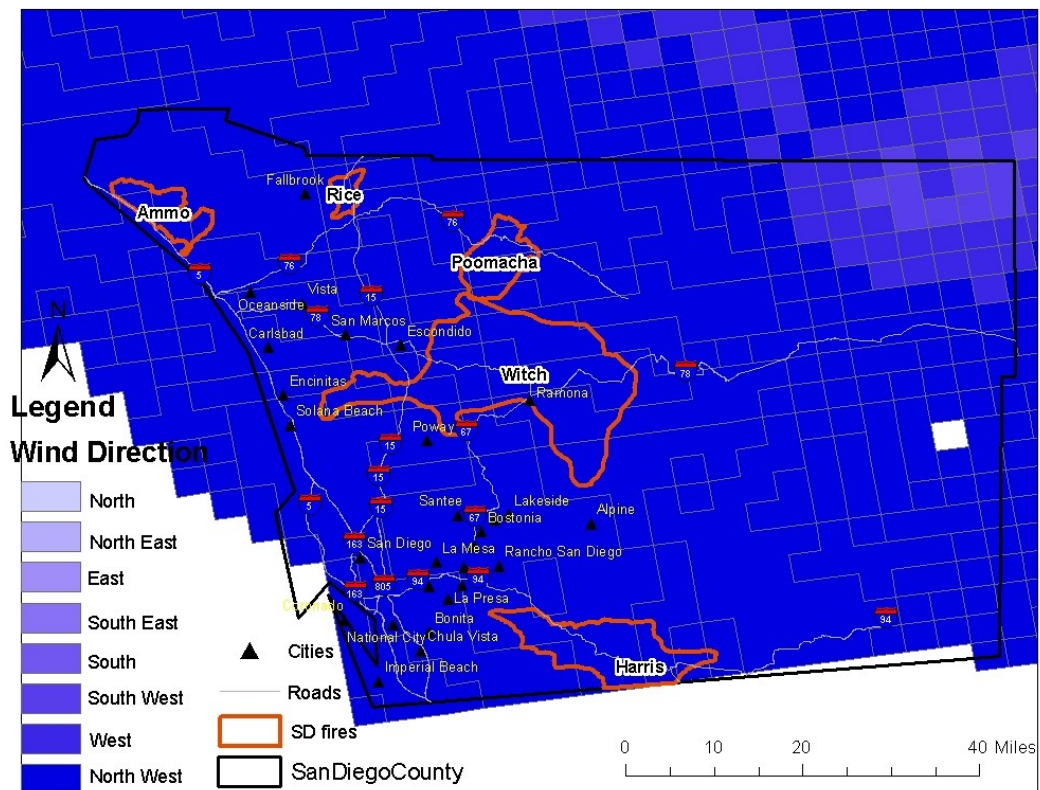 Fallbrook
Rice
Ammo
76
Poomacha
5
76
15
Vista
Oceanside
78
San Marcos
Escondido
Carlsbad
N
78
Witch
Encinitas
Ramona
Solana Beach
67
Poway
15
15
Santee
Lakeside
Alpine
5
15
67
Bostonia
163
San Diego
La Mesa
Rancho San Diego
163
805
94
94
La Presa
Coronado
Bonita
94
National City
Chula Vista
Imperial Beach
Harris
Legend
Wind Direction
North
North East
East
South East
South
South West
West
North West
Cities
Roads
SD fires
SanDiegoCounty
0 10 20 40 Miles